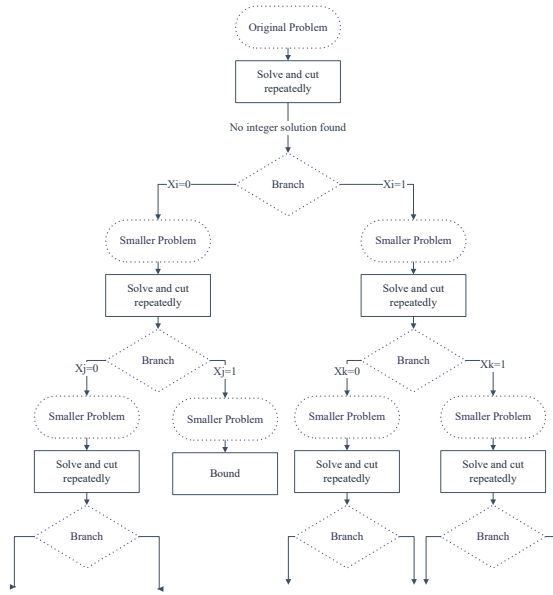 Original Problem
Solve and cut
repeatedly
No integer solution found
Branch
Xi=0
Xi=1
Smaller Problem
Smaller Problem
Solve and cut
repeatedly
Solve and cut
repeatedly
Branch
Branch
Xj=0
Xj=1
Xk=0
Xk=1
Smaller Problem
Smaller Problem
Smaller Problem
Smaller Problem
Solve and cut
repeatedly
Bound
Solve and cut
repeatedly
Solve and cut
repeatedly
Branch
Branch
Branch